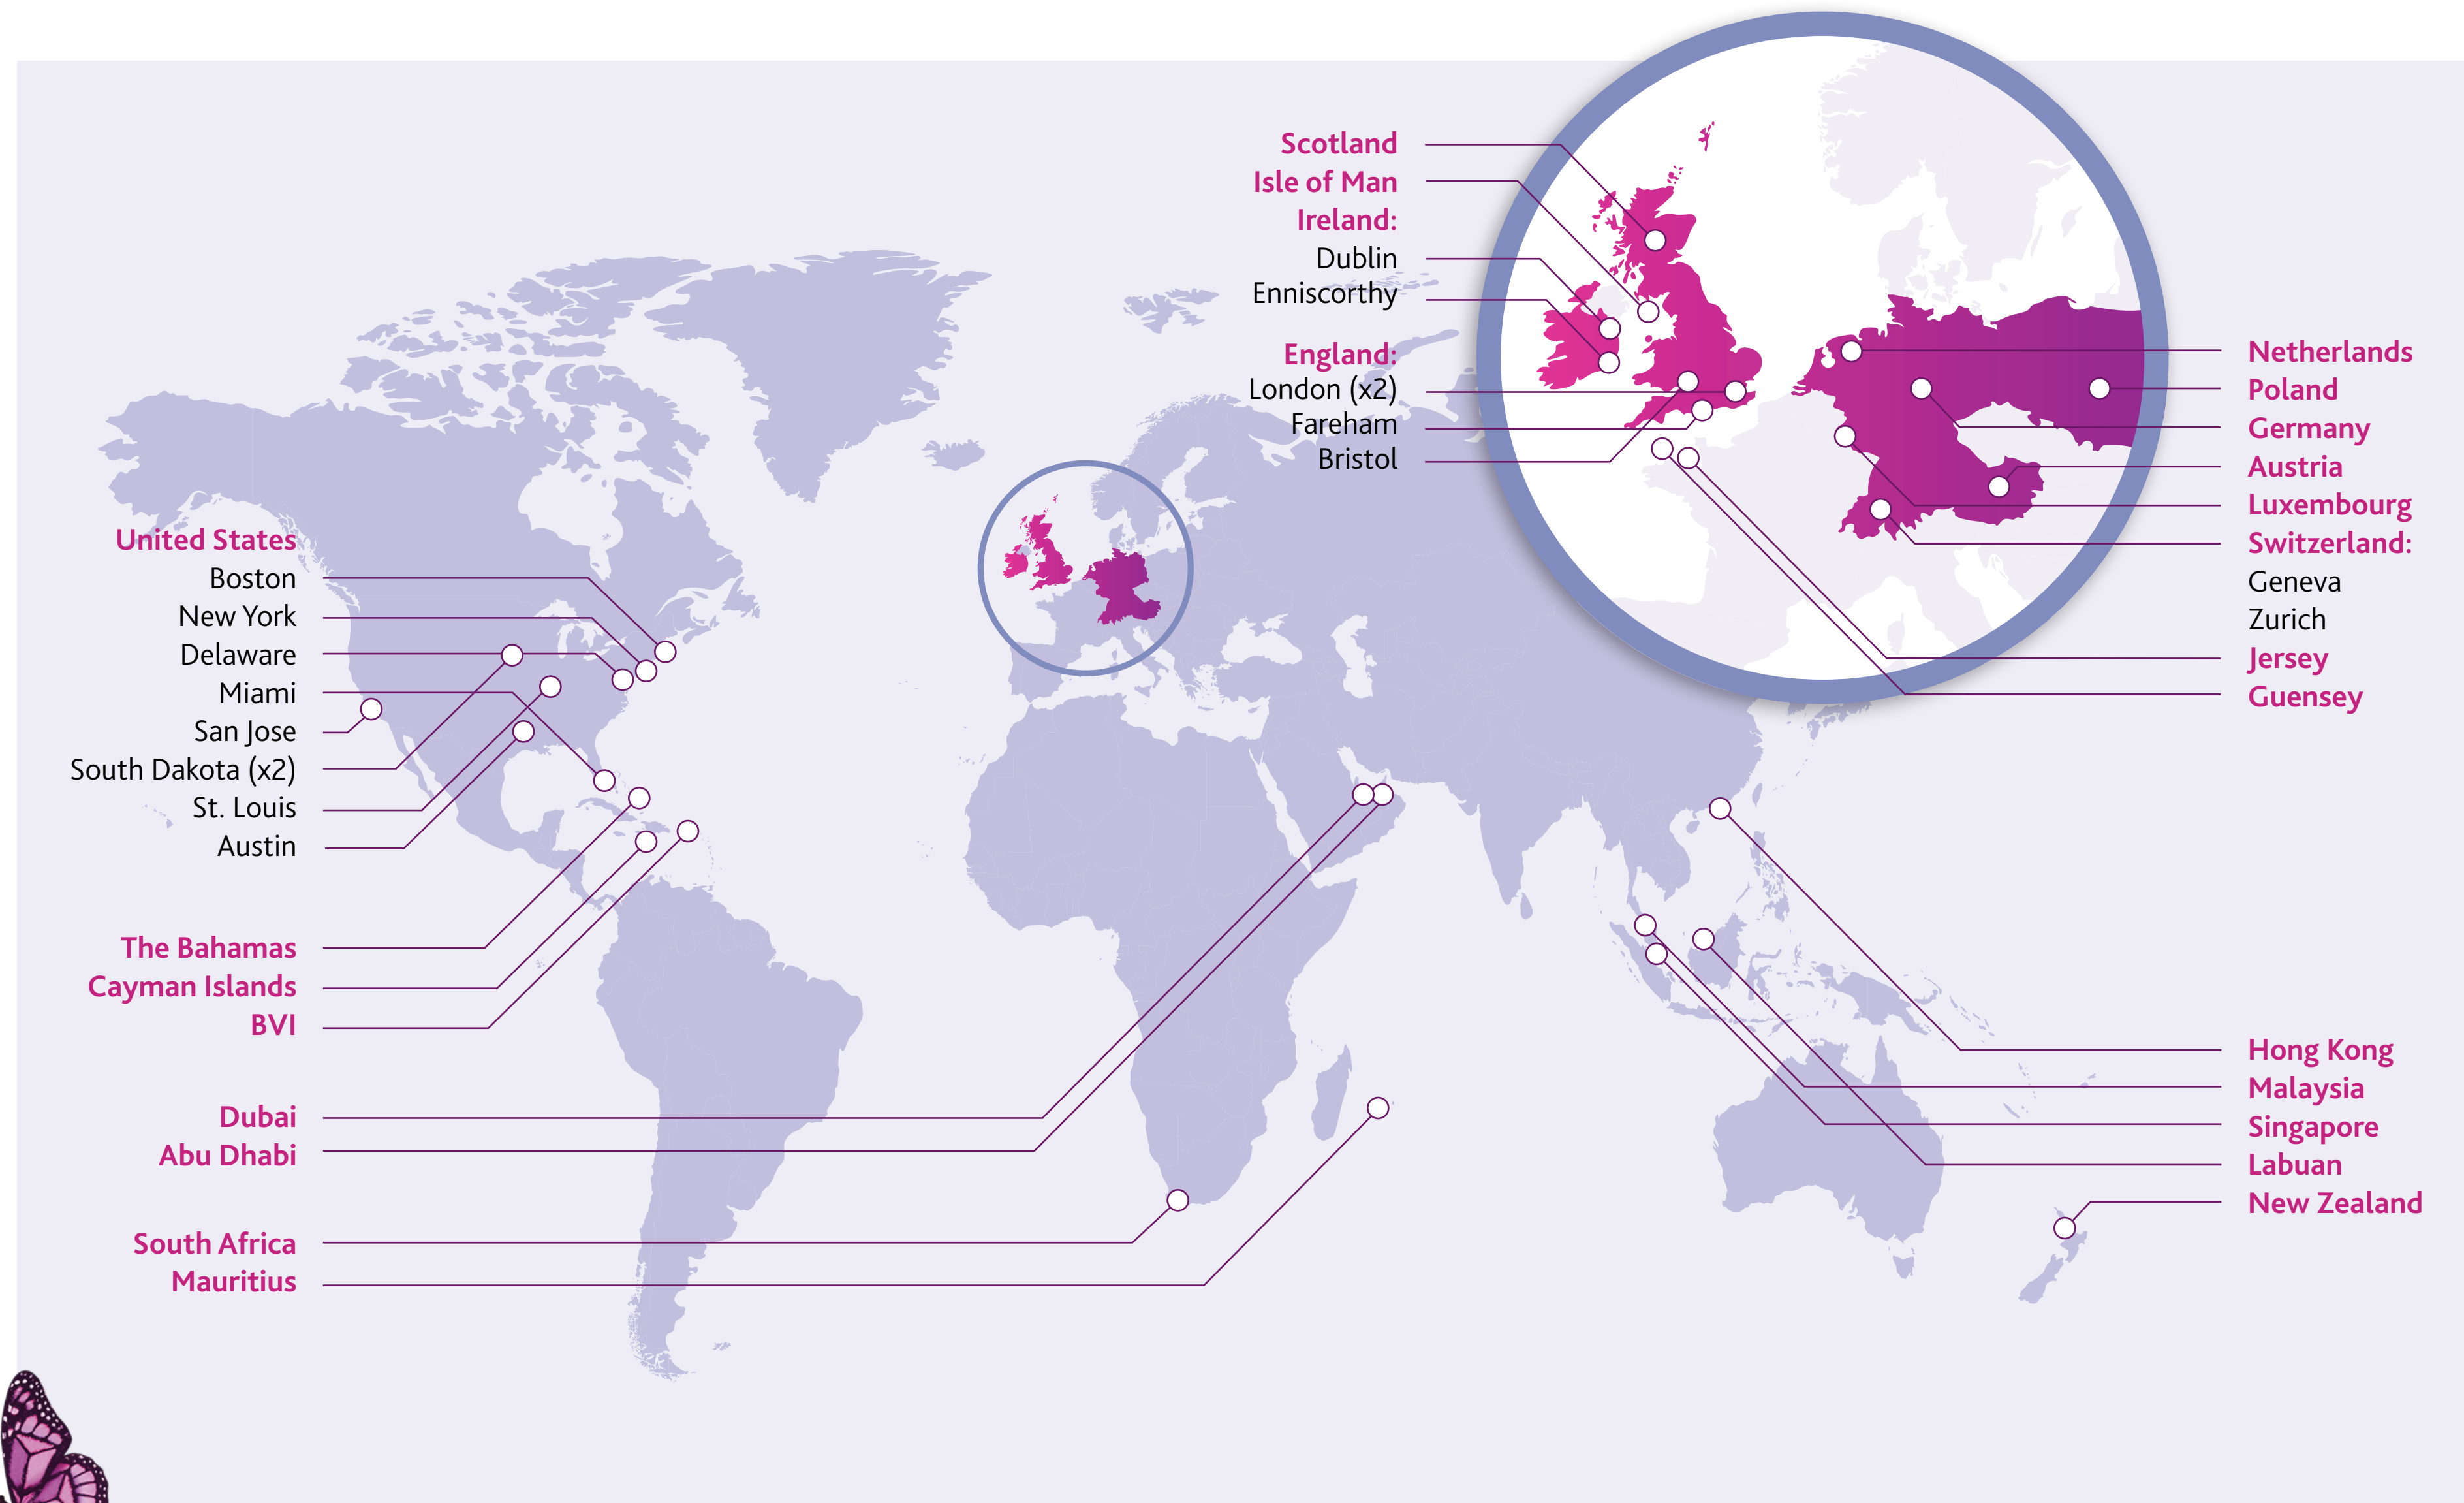 Scotland
Isle of Man
Ireland:
Dublin
Enniscorthy
England:
London (x2)
Fareham
Bristol
Netherlands
Poland
Germany
Austria
Luxembourg
Switzerland:
Geneva
Zurich
Jersey
Guensey
United States
Boston
New York
Delaware
Miami
San Jose
South Dakota (x2)
St. Louis
Austin
The Bahamas
Cayman Islands
BVI
Dubai
Abu Dhabi
South Africa
Mauritius
Hong Kong
Malaysia
Singapore
Labuan
New Zealand